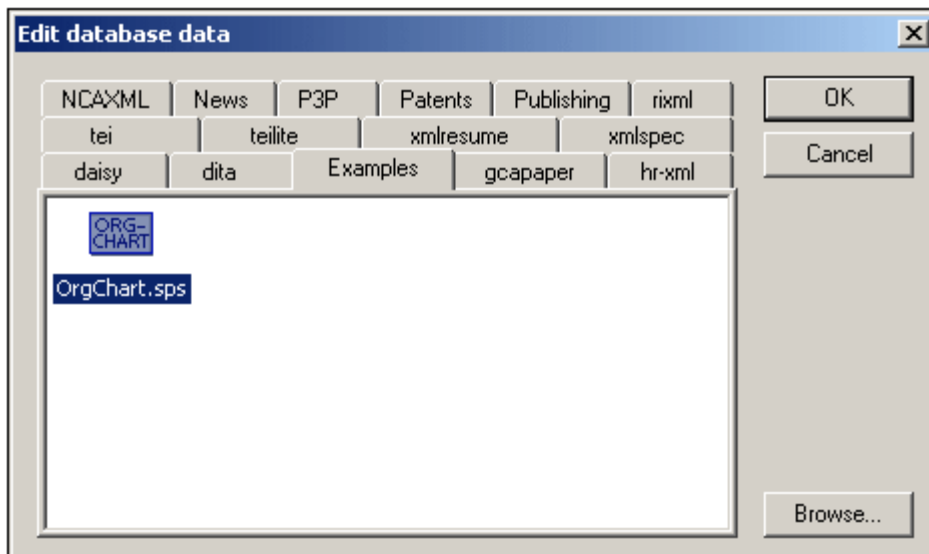 Edit database data
NCAXML News P3P Patents Publishing rixml
tei teilite xmlresume xmlspec
daisy dita Examples gcapaper hr-xml
OK
Cancel
ORG-
CHART
OrgChart.sps
Browse...